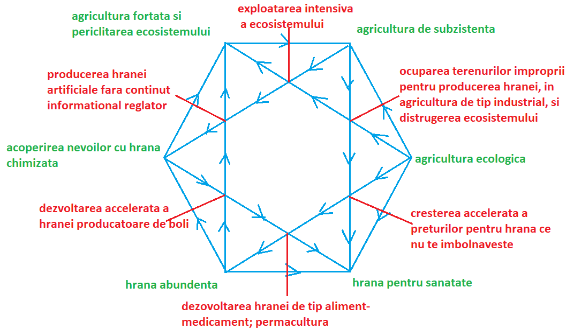 exploatarea intensiva
a ecosistemului
agricultura fortata si
periclitarea ecosistemului
agricultura de subzistenta
producerea hranei
artificiale fara continut
informational reglator
ocuparea terenurilor improprii
pentru producerea hranei, in
agricultura de tip industrial, si
distrugerea ecosistemului
acoperirea nevoilor cu hrana
chimizata
agricultura ecologica
dezvoltarea accelerata a
hranei producatoare de boli
cresterea accelerata a
preturilor pentru hrana ce
nu te imbolnaveste
hrana abundenta
hrana pentru sanatate
dezovoltarea hranei de tip aliment-
medicament; permacultura